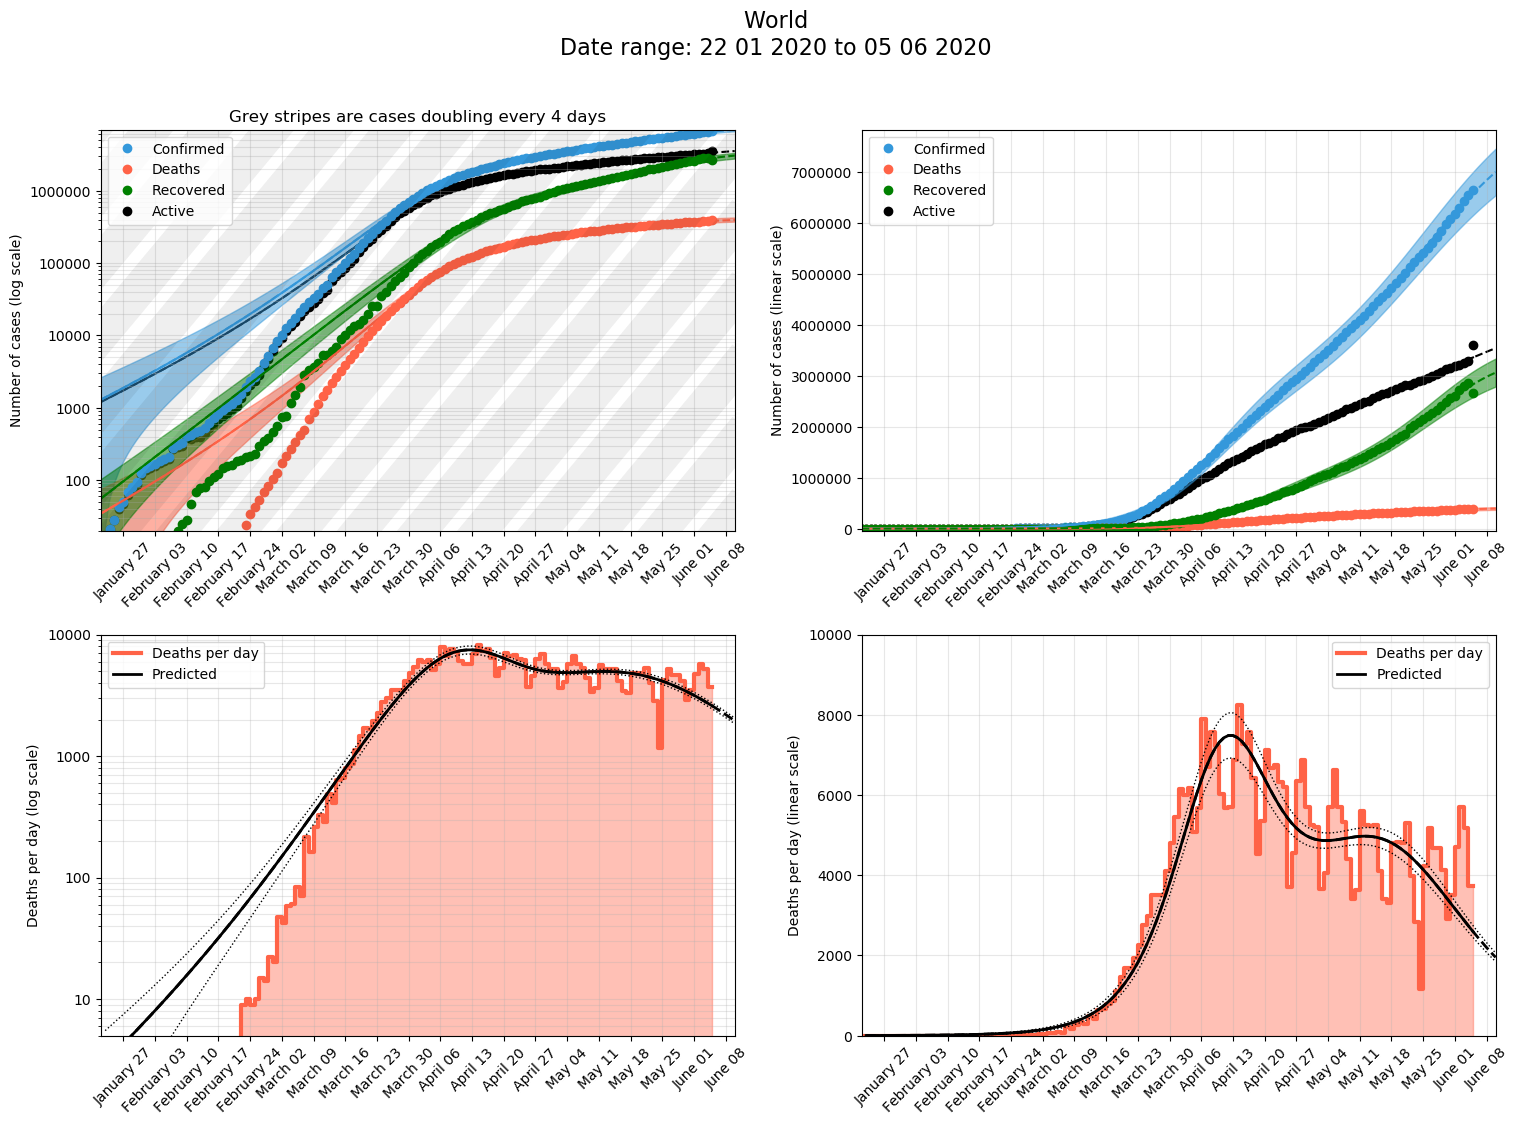 World
Date range: 22 01 2020 to 05 06 2020
Grey stripes are cases doubling every 4 days
Number of cases (log scale)
1000000
100000
10000
1000
100
Confirmed
Deaths
Recovered
Active
January 27
February 03
February 10
February 17
February 24
March 02
March 09
March 16
March 23
March 30
April 06
April 13
April 20
April 27
May 04
May 11
May 18
May 25
June 01
June 08
Number of cases (linear scale)
7000000
6000000
5000000
4000000
3000000
2000000
1000000
0
Confirmed
Deaths
Recovered
Active
January 27
February 03
February 10
February 17
February 24
March 02
March 09
March 16
March 23
March 30
April 06
April 13
April 20
April 27
May 04
May 11
May 18
May 25
June 01
June 08
Deaths per day (log scale)
10000
1000
100
10
Deaths per day
Predicted
January 27
February 03
February 10
February 17
February 24
March 02
March 09
March 16
March 23
March 30
April 06
April 13
April 20
April 27
May 04
May 11
May 18
May 25
June 01
June 08
Deaths per day (linear scale)
10000
8000
6000
4000
2000
0
Deaths per day
Predicted
January 27
February 03
February 10
February 17
February 24
March 02
March 09
March 16
March 23
March 30
April 06
April 13
April 20
April 27
May 04
May 11
May 18
May 25
June 01
June 08